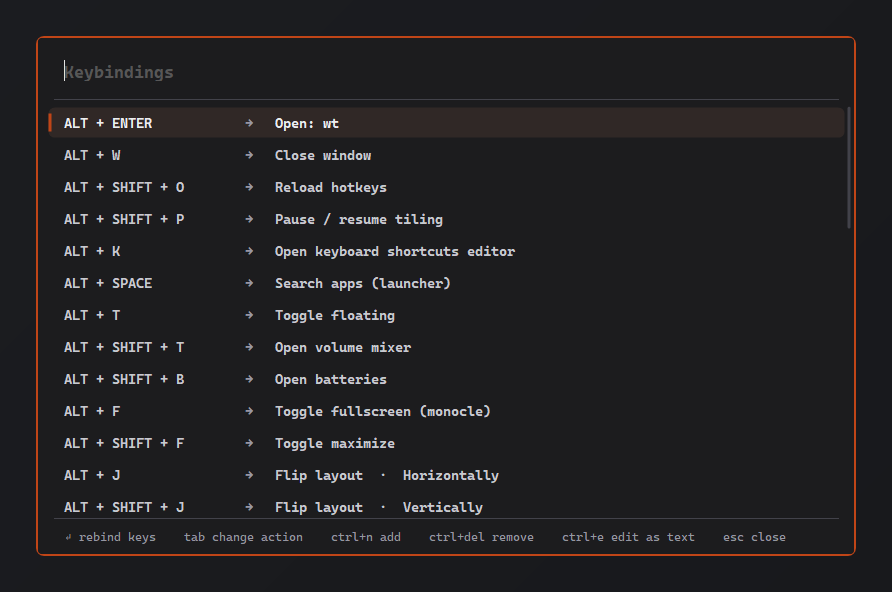 Keybindings
ALT + ENTER → Open: wt
ALT + W → Close window
ALT + SHIFT + O → Reload hotkeys
ALT + SHIFT + P → Pause / resume tiling
ALT + K → Open keyboard shortcuts editor
ALT + SPACE → Search apps (launcher)
ALT + T → Toggle floating
ALT + SHIFT + T → Open volume mixer
ALT + SHIFT + B → Open batteries
ALT + F → Toggle fullscreen (monocle)
ALT + SHIFT + F → Toggle maximize
ALT + J → Flip layout · Horizontally
ALT + SHIFT + J → Flip layout · Vertically
↲ rebind keys tab change action ctrl+n add ctrl+del remove ctrl+e edit as text esc close